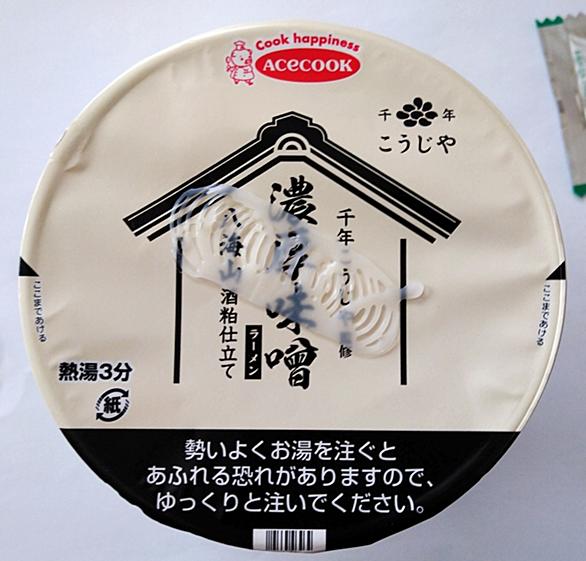 Cook happiness
ACECOOK
千年
こうじや
濃厚味噌
ラーメン
千年こうじや監修
八海山 酒粕仕立て
ここまであける
ここまであける
熱湯3分
紙
勢いよくお湯を注ぐと
あふれる恐れがありますので、
ゆっくりと注いでください。